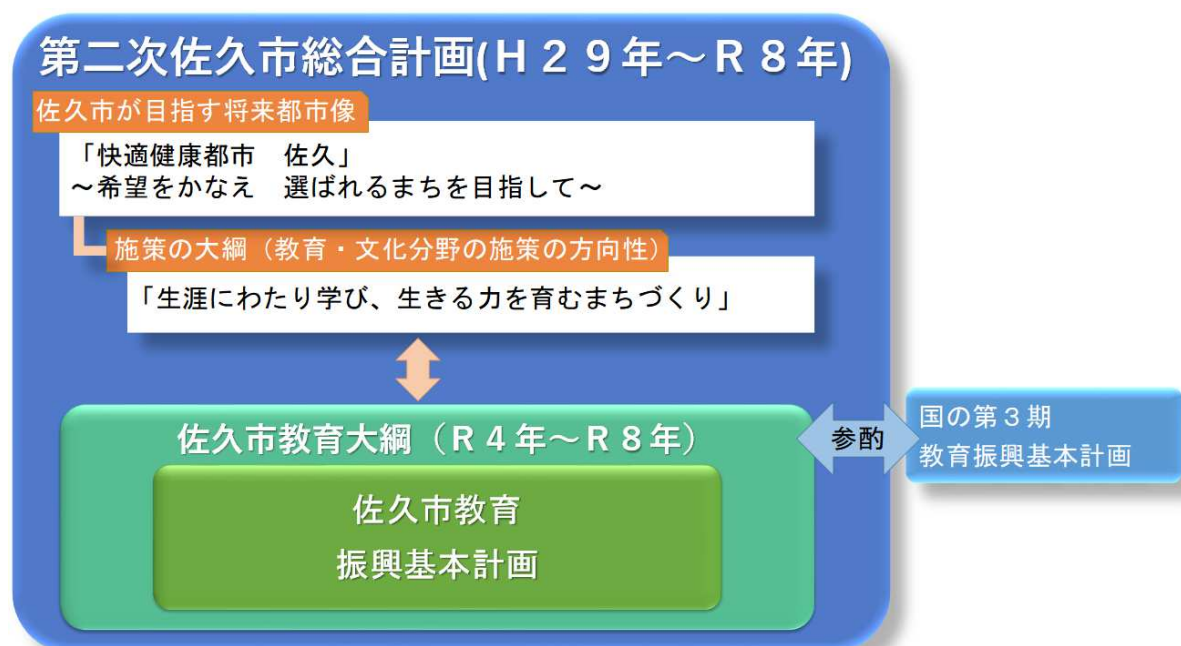 第二次佐久市総合計画(Ｈ２９年～Ｒ８年)
佐久市が目指す将来都市像
「快適健康都市　佐久」
～希望をかなえ　選ばれるまちを目指して～
施策の大綱（教育・文化分野の施策の方向性）
「生涯にわたり学び、生きる力を育むまちづくり」
佐久市教育大綱（Ｒ４年～Ｒ８年）
佐久市教育
振興基本計画
参酌
国の第３期
教育振興基本計画